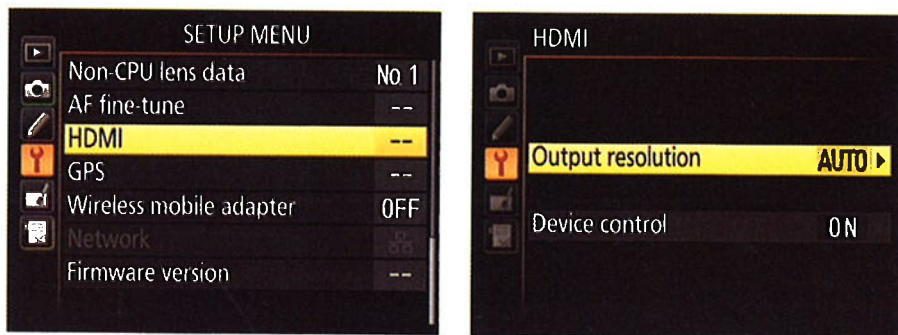 SETUP MENU
Non-CPU lens data No. 1
AF fine-tune --
HDMI --
GPS --
Wireless mobile adapter OFF
Network
Firmware version --
HDMI
Output resolution AUTO
Device control ON